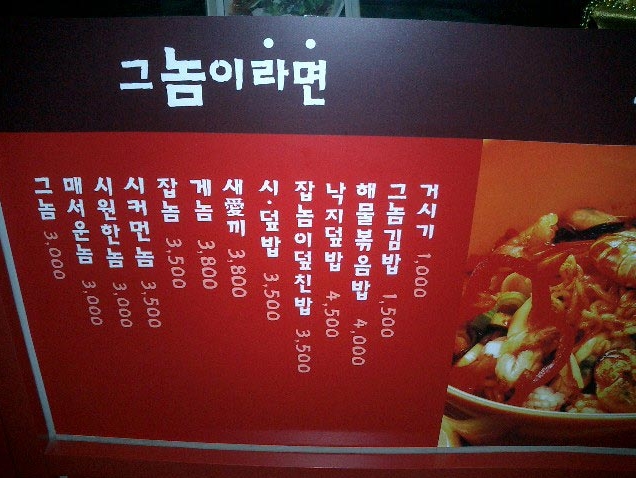 그놈이라면
그놈 3,000
매서운놈 3,000
시원한놈 3,000
시커먼놈 3,500
잡놈 3,500
게놈 3,800
새愛끼 3,800
시·덮밥 3,500
잡놈이덮친밥 3,500
낙지덮밥 4,500
해물볶음밥 4,000
그놈김밥 1,500
거시기 1,000